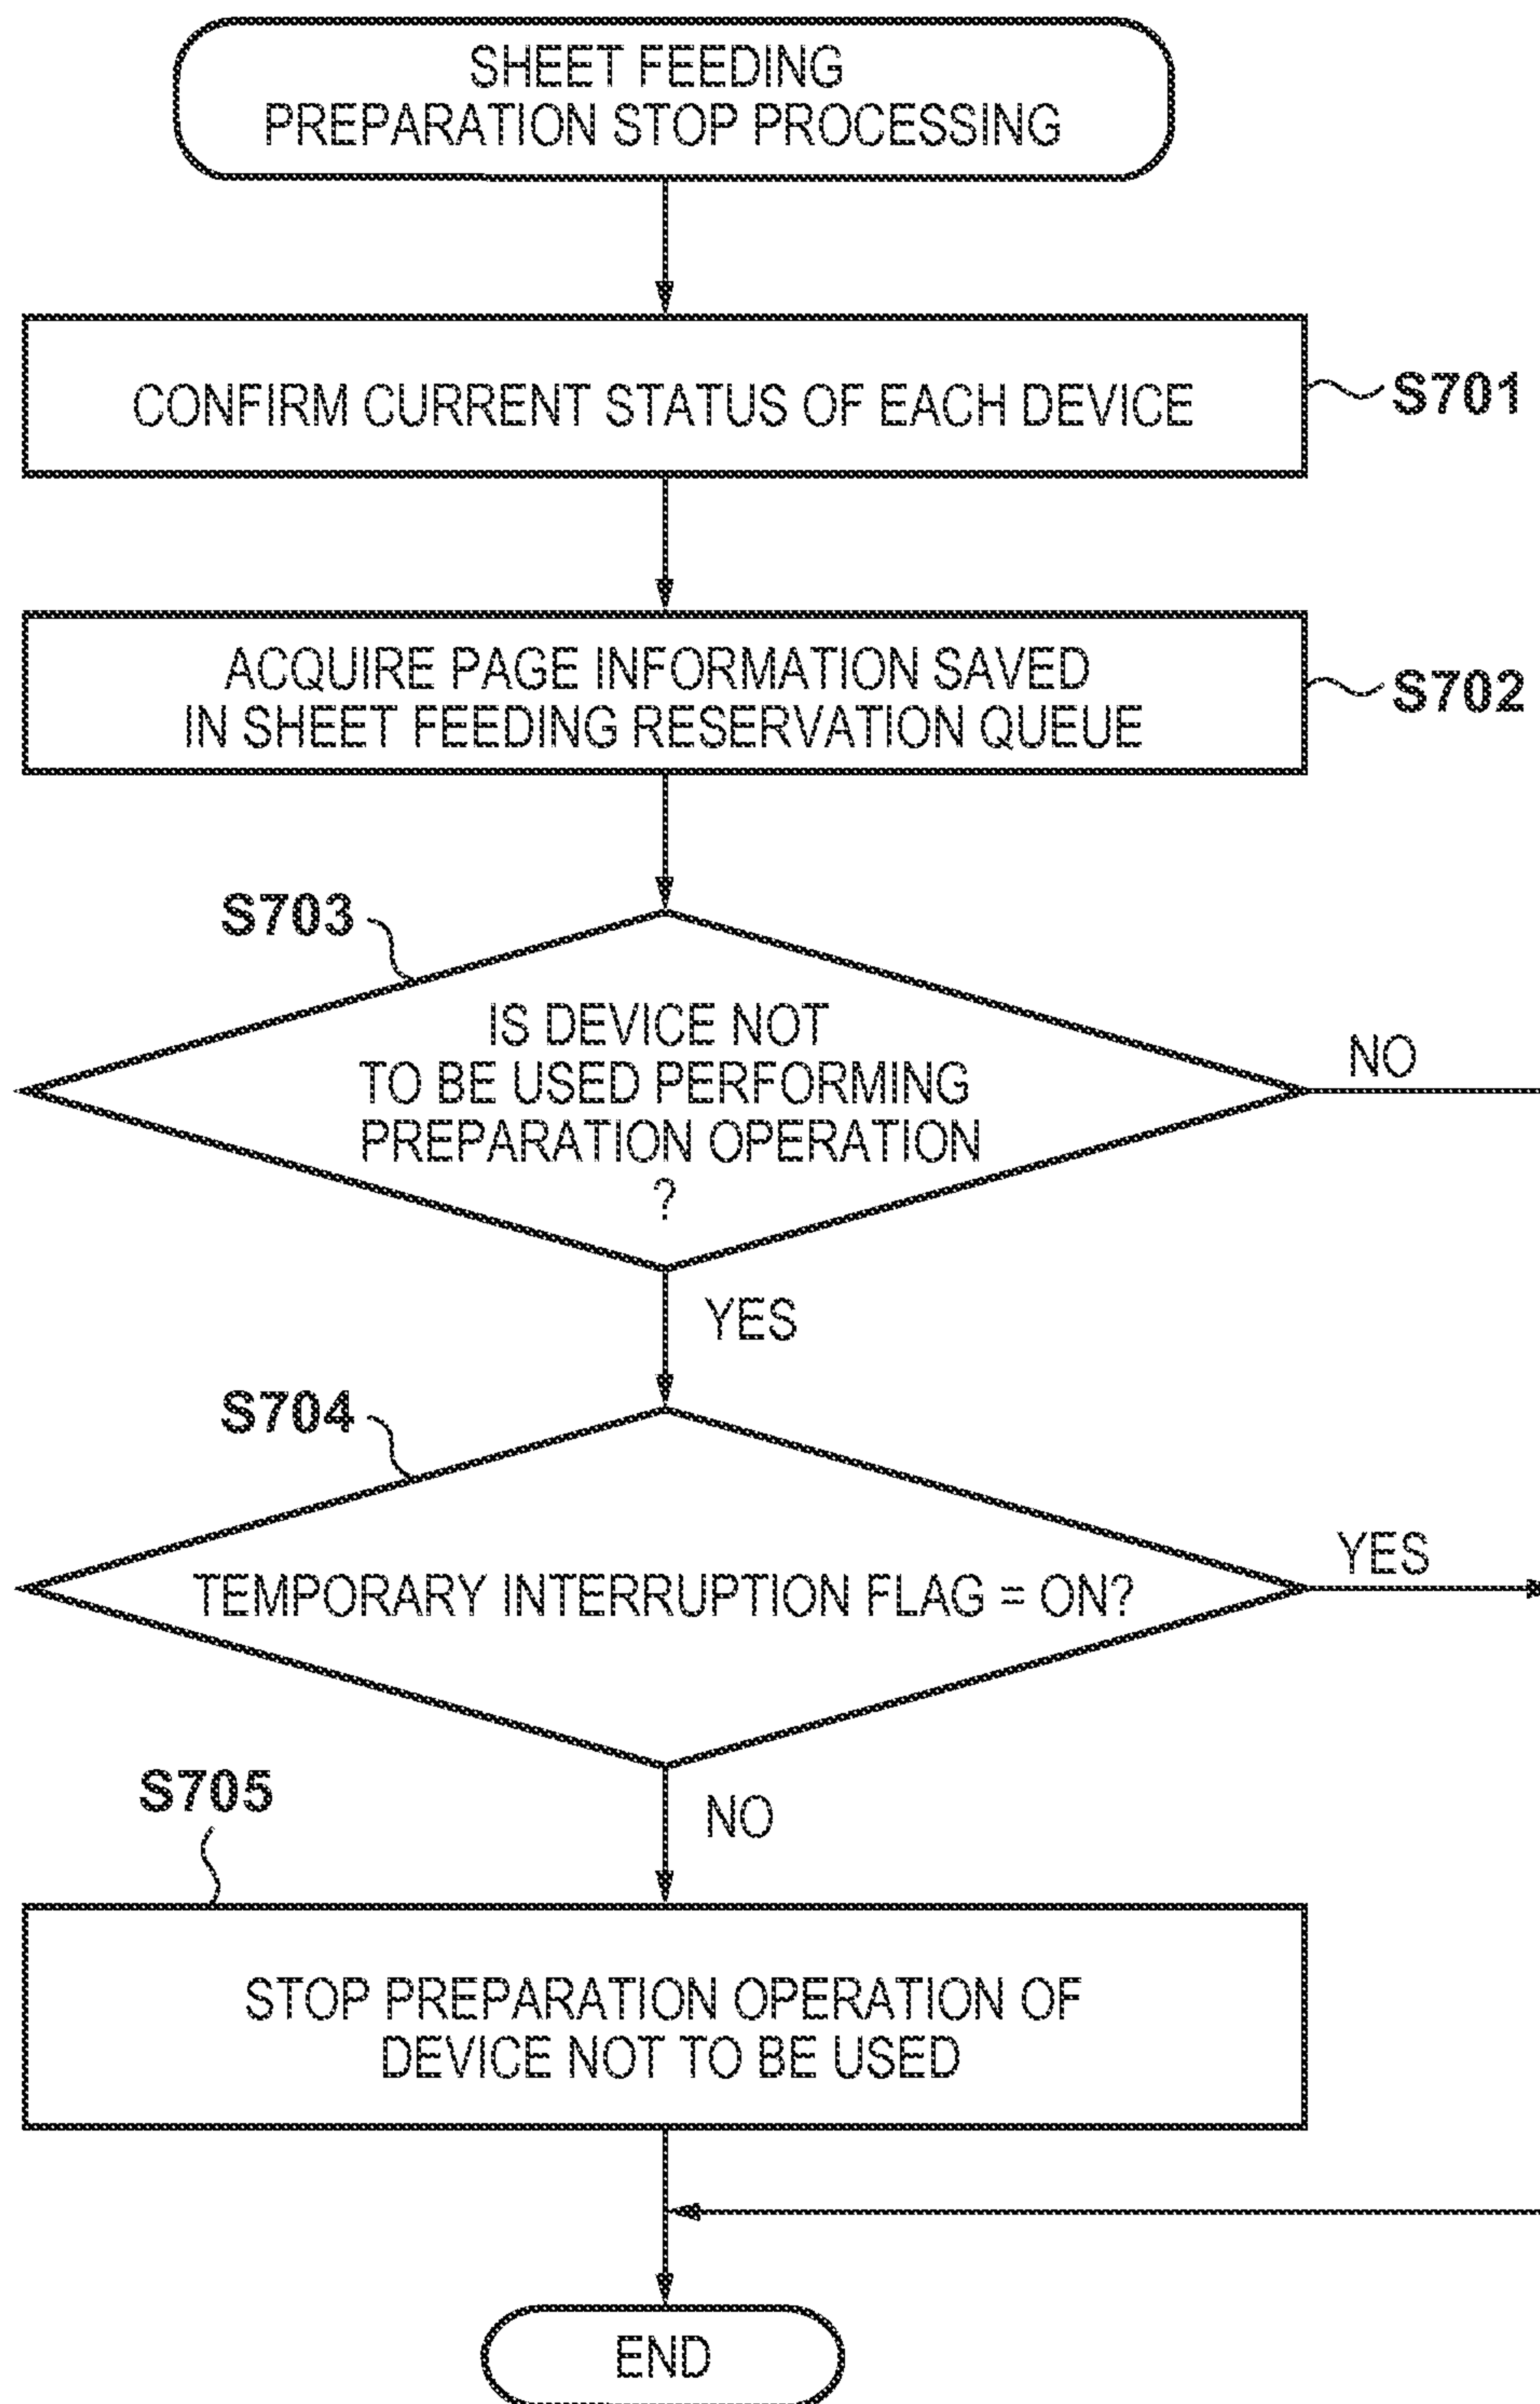 SHEET FEEDING
PREPARATION STOP PROCESSING
CONFIRM CURRENT STATUS OF EACH DEVICE
S701
ACQUIRE PAGE INFORMATION SAVED
IN SHEET FEEDING RESERVATION QUEUE
S702
S703
IS DEVICE NOT
TO BE USED PERFORMING
PREPARATION OPERATION
?
NO
YES
S704
TEMPORARY INTERRUPTION FLAG = ON?
YES
NO
S705
STOP PREPARATION OPERATION OF
DEVICE NOT TO BE USED
END